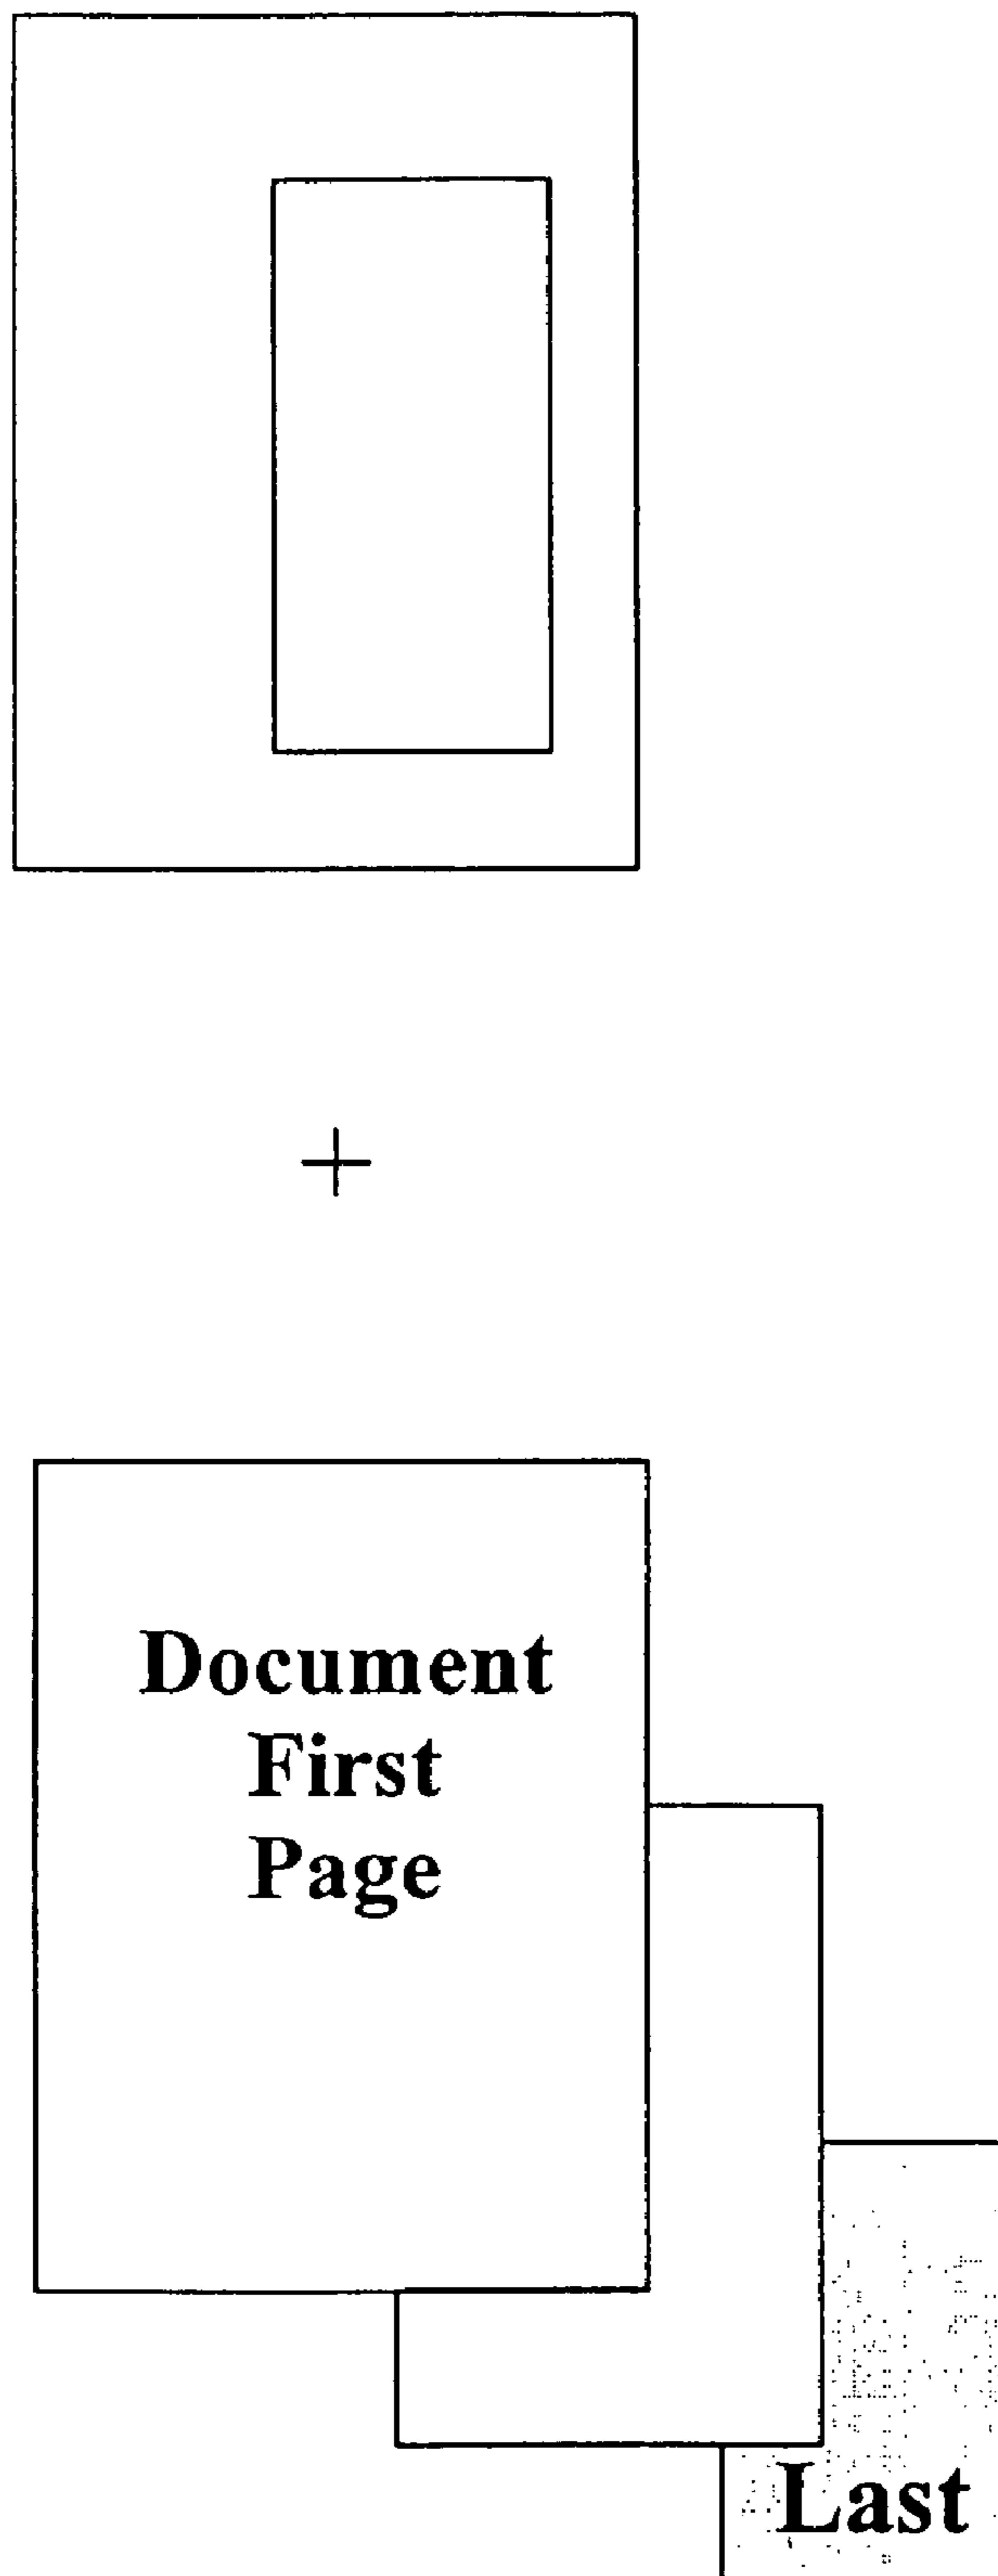 +
Document
First
Page
Last